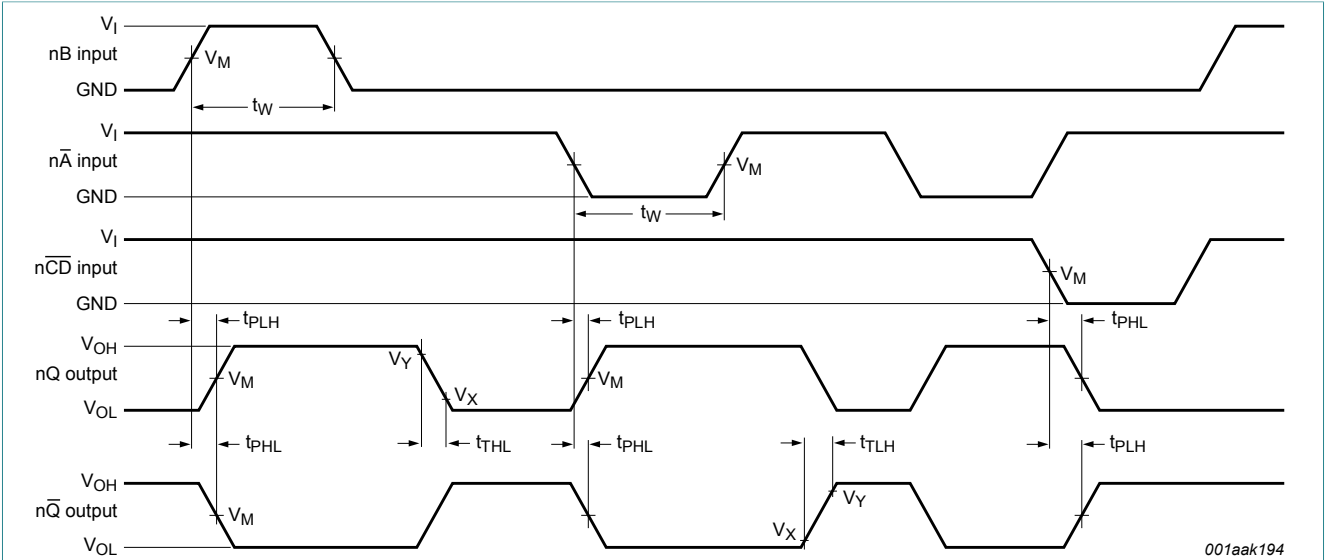 V_I
nB input
V_M
GND
t_W
V_I
nA̅ input
V_M
GND
t_W
V_I
nC̅D̅ input
V_M
GND
t_PLH
t_PLH
t_PHL
V_OH
V_Y
nQ output
V_M
V_X
V_M
V_OL
t_PHL
t_THL
t_PHL
t_TLH
t_PLH
V_OH
V_Y
nQ̅ output
V_M
V_X
V_OL
001aak194